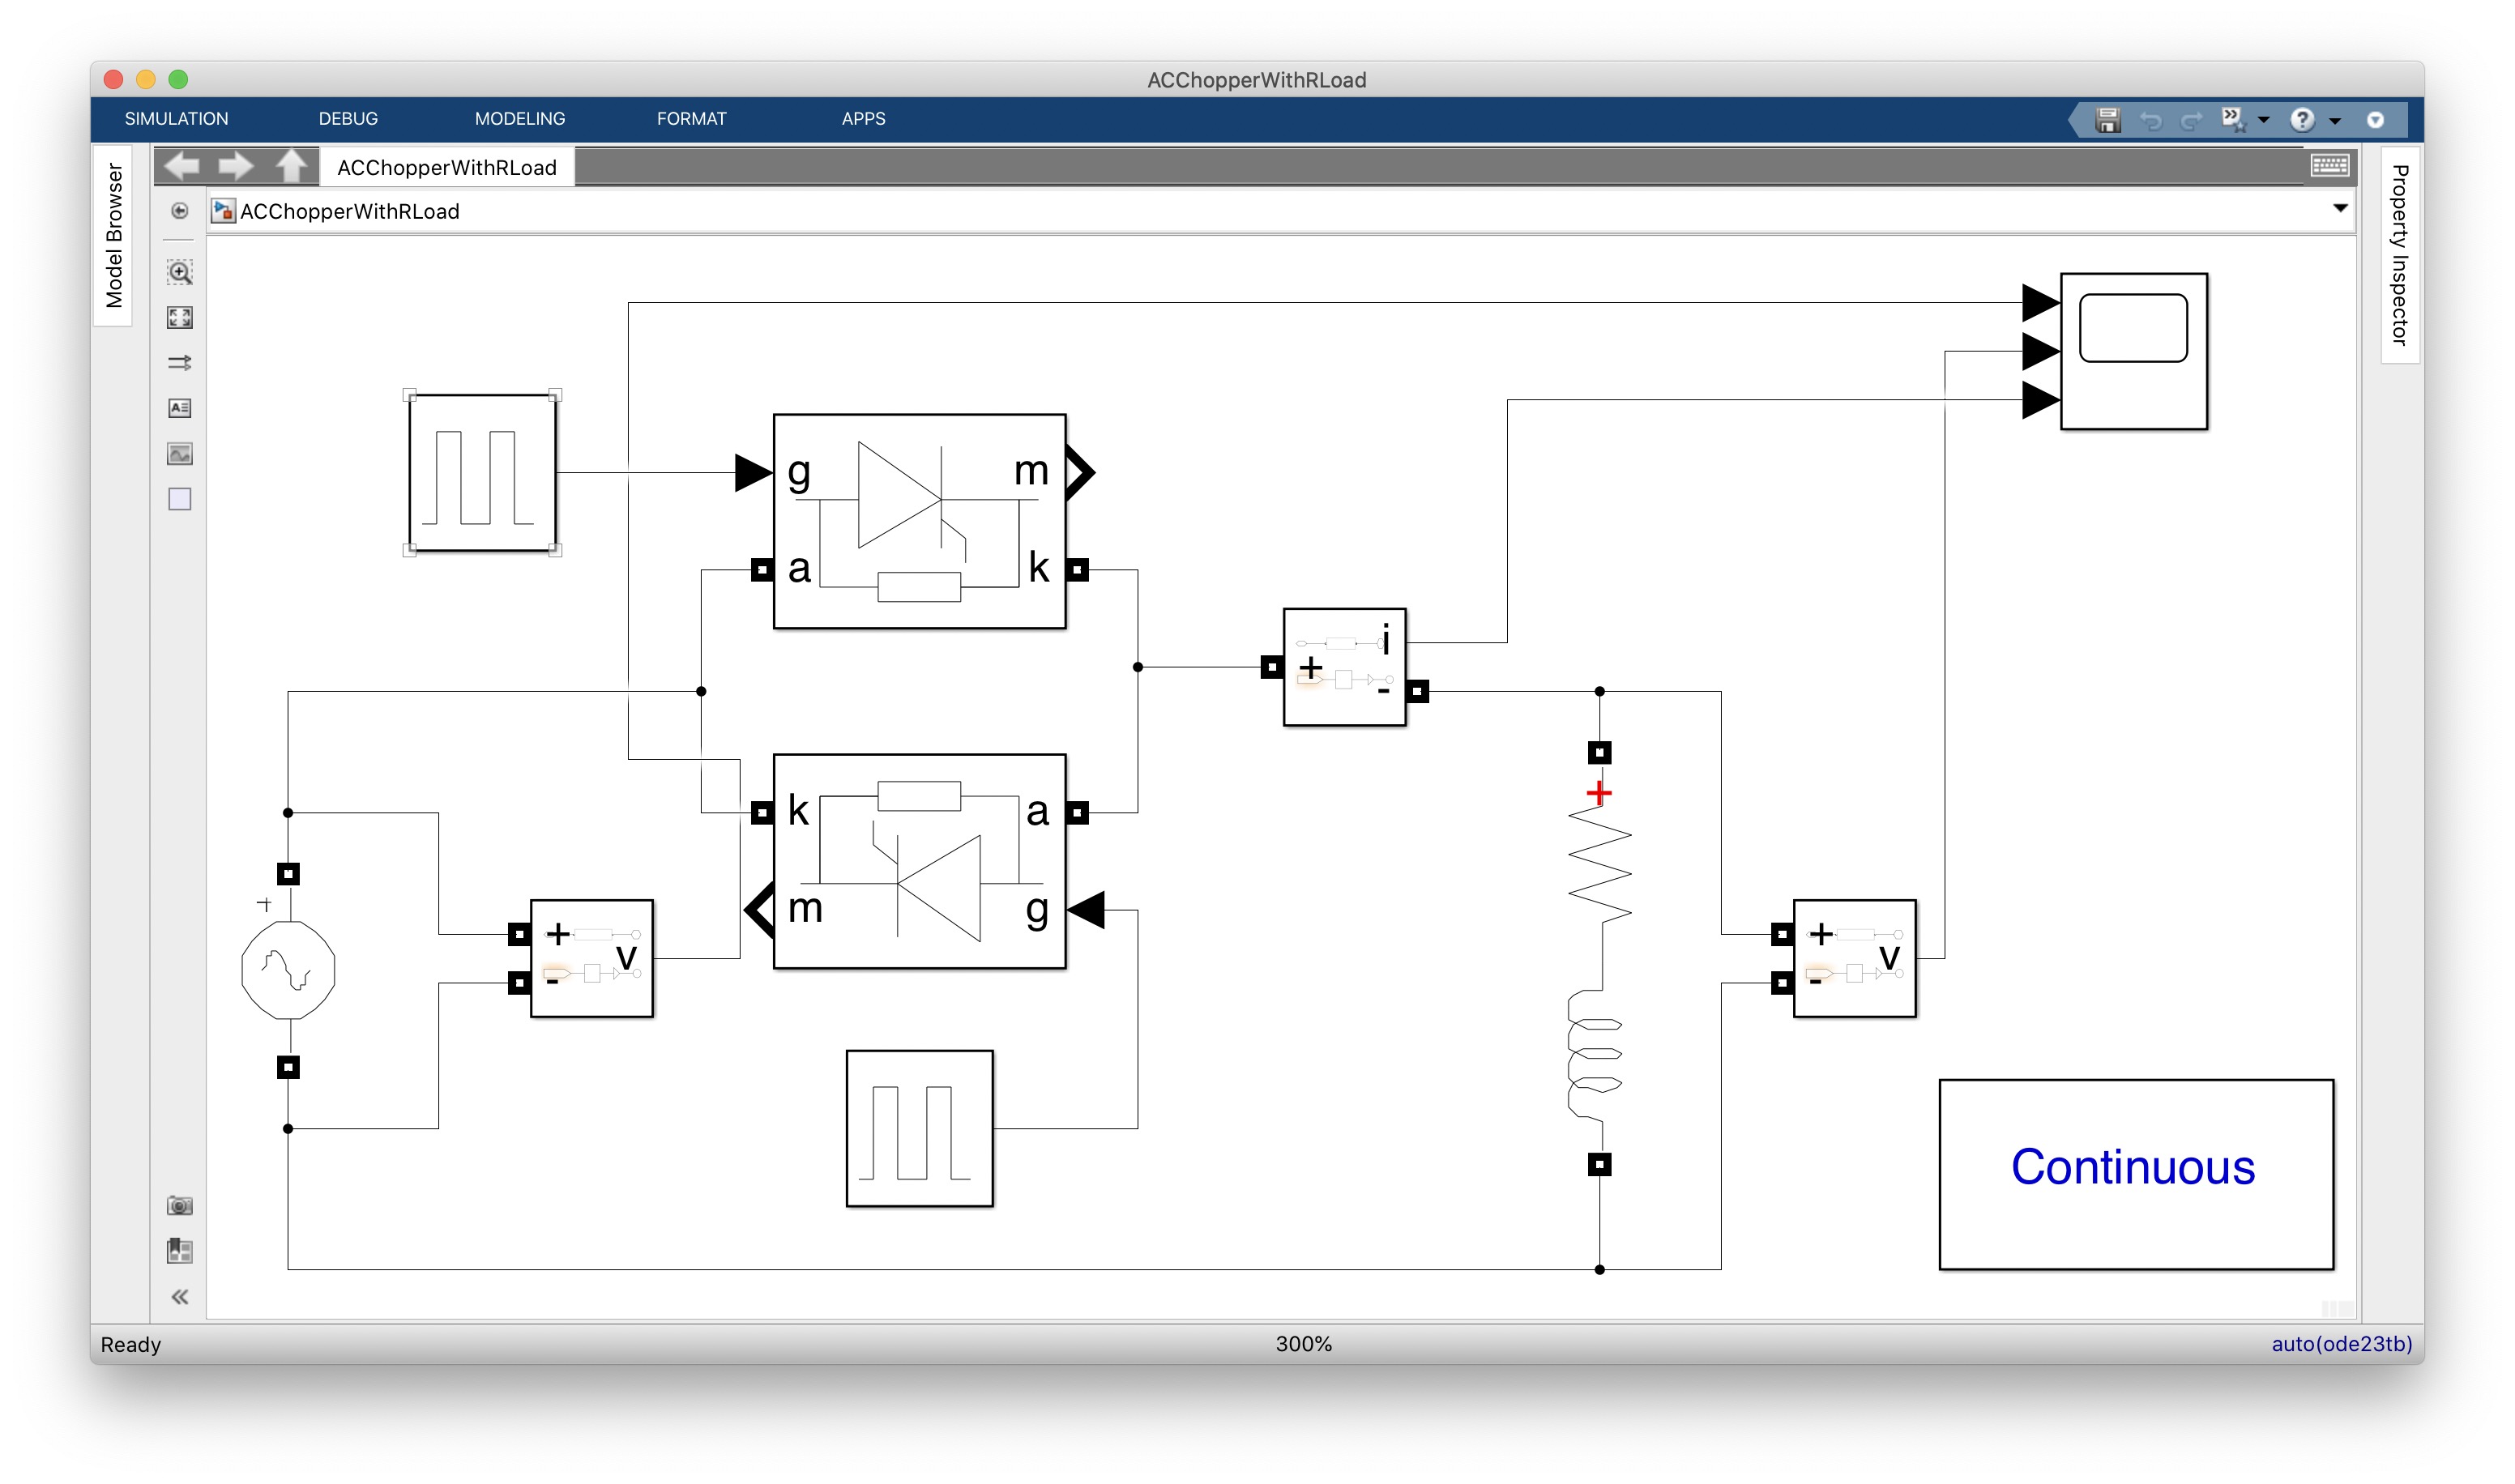 ACChopperWithRLoad
SIMULATION DEBUG MODELING FORMAT APPS
Model Browser
ACChopperWithRLoad
Property Inspector
ACChopperWithRLoad
g m
a k
i
+
-
k a
m g
+
+
v
-
+
+
v
-
Continuous
Ready 300% auto(ode23tb)